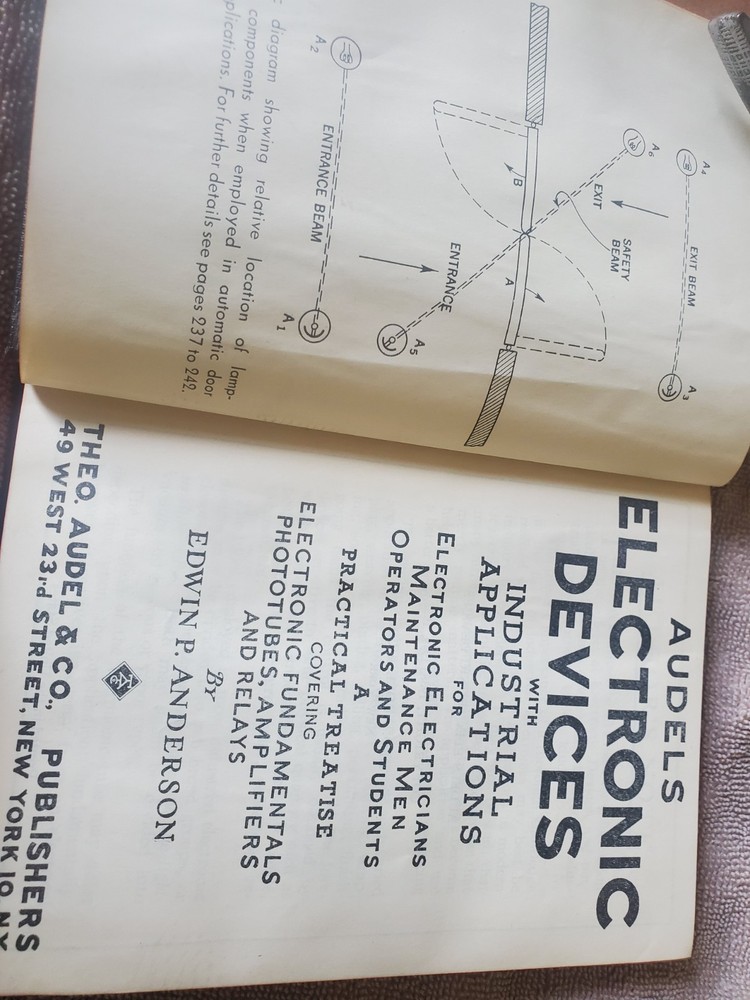 A4
EXIT BEAM
A3
A6
EXIT
SAFETY
BEAM
B
A
ENTRANCE
A5
A2
ENTRANCE BEAM
A1
diagram showing relative location of lamp-
components when employed in automatic door
plications. For further details see pages 237 to 242.
AUDELS
ELECTRONIC
DEVICES
WITH
INDUSTRIAL
APPLICATIONS
FOR
ELECTRONIC ELECTRICIANS
MAINTENANCE MEN
OPERATORS AND STUDENTS
A
PRACTICAL TREATISE
COVERING
ELECTRONIC FUNDAMENTALS
PHOTOTUBES, AMPLIFIERS
AND RELAYS
By
EDWIN P. ANDERSON
THEO. AUDEL & CO., PUBLISHERS
49 WEST 23rd STREET, NEW YORK 10, N.Y.